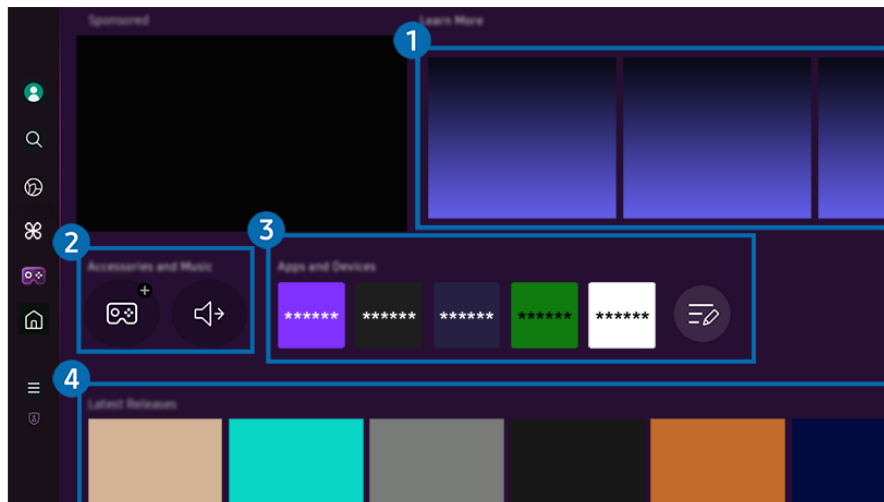 Sponsored
Learn More
1
2
3
Accessories and Music
Apps and Devices
****** ****** ****** ****** ******
4
Latest Releases